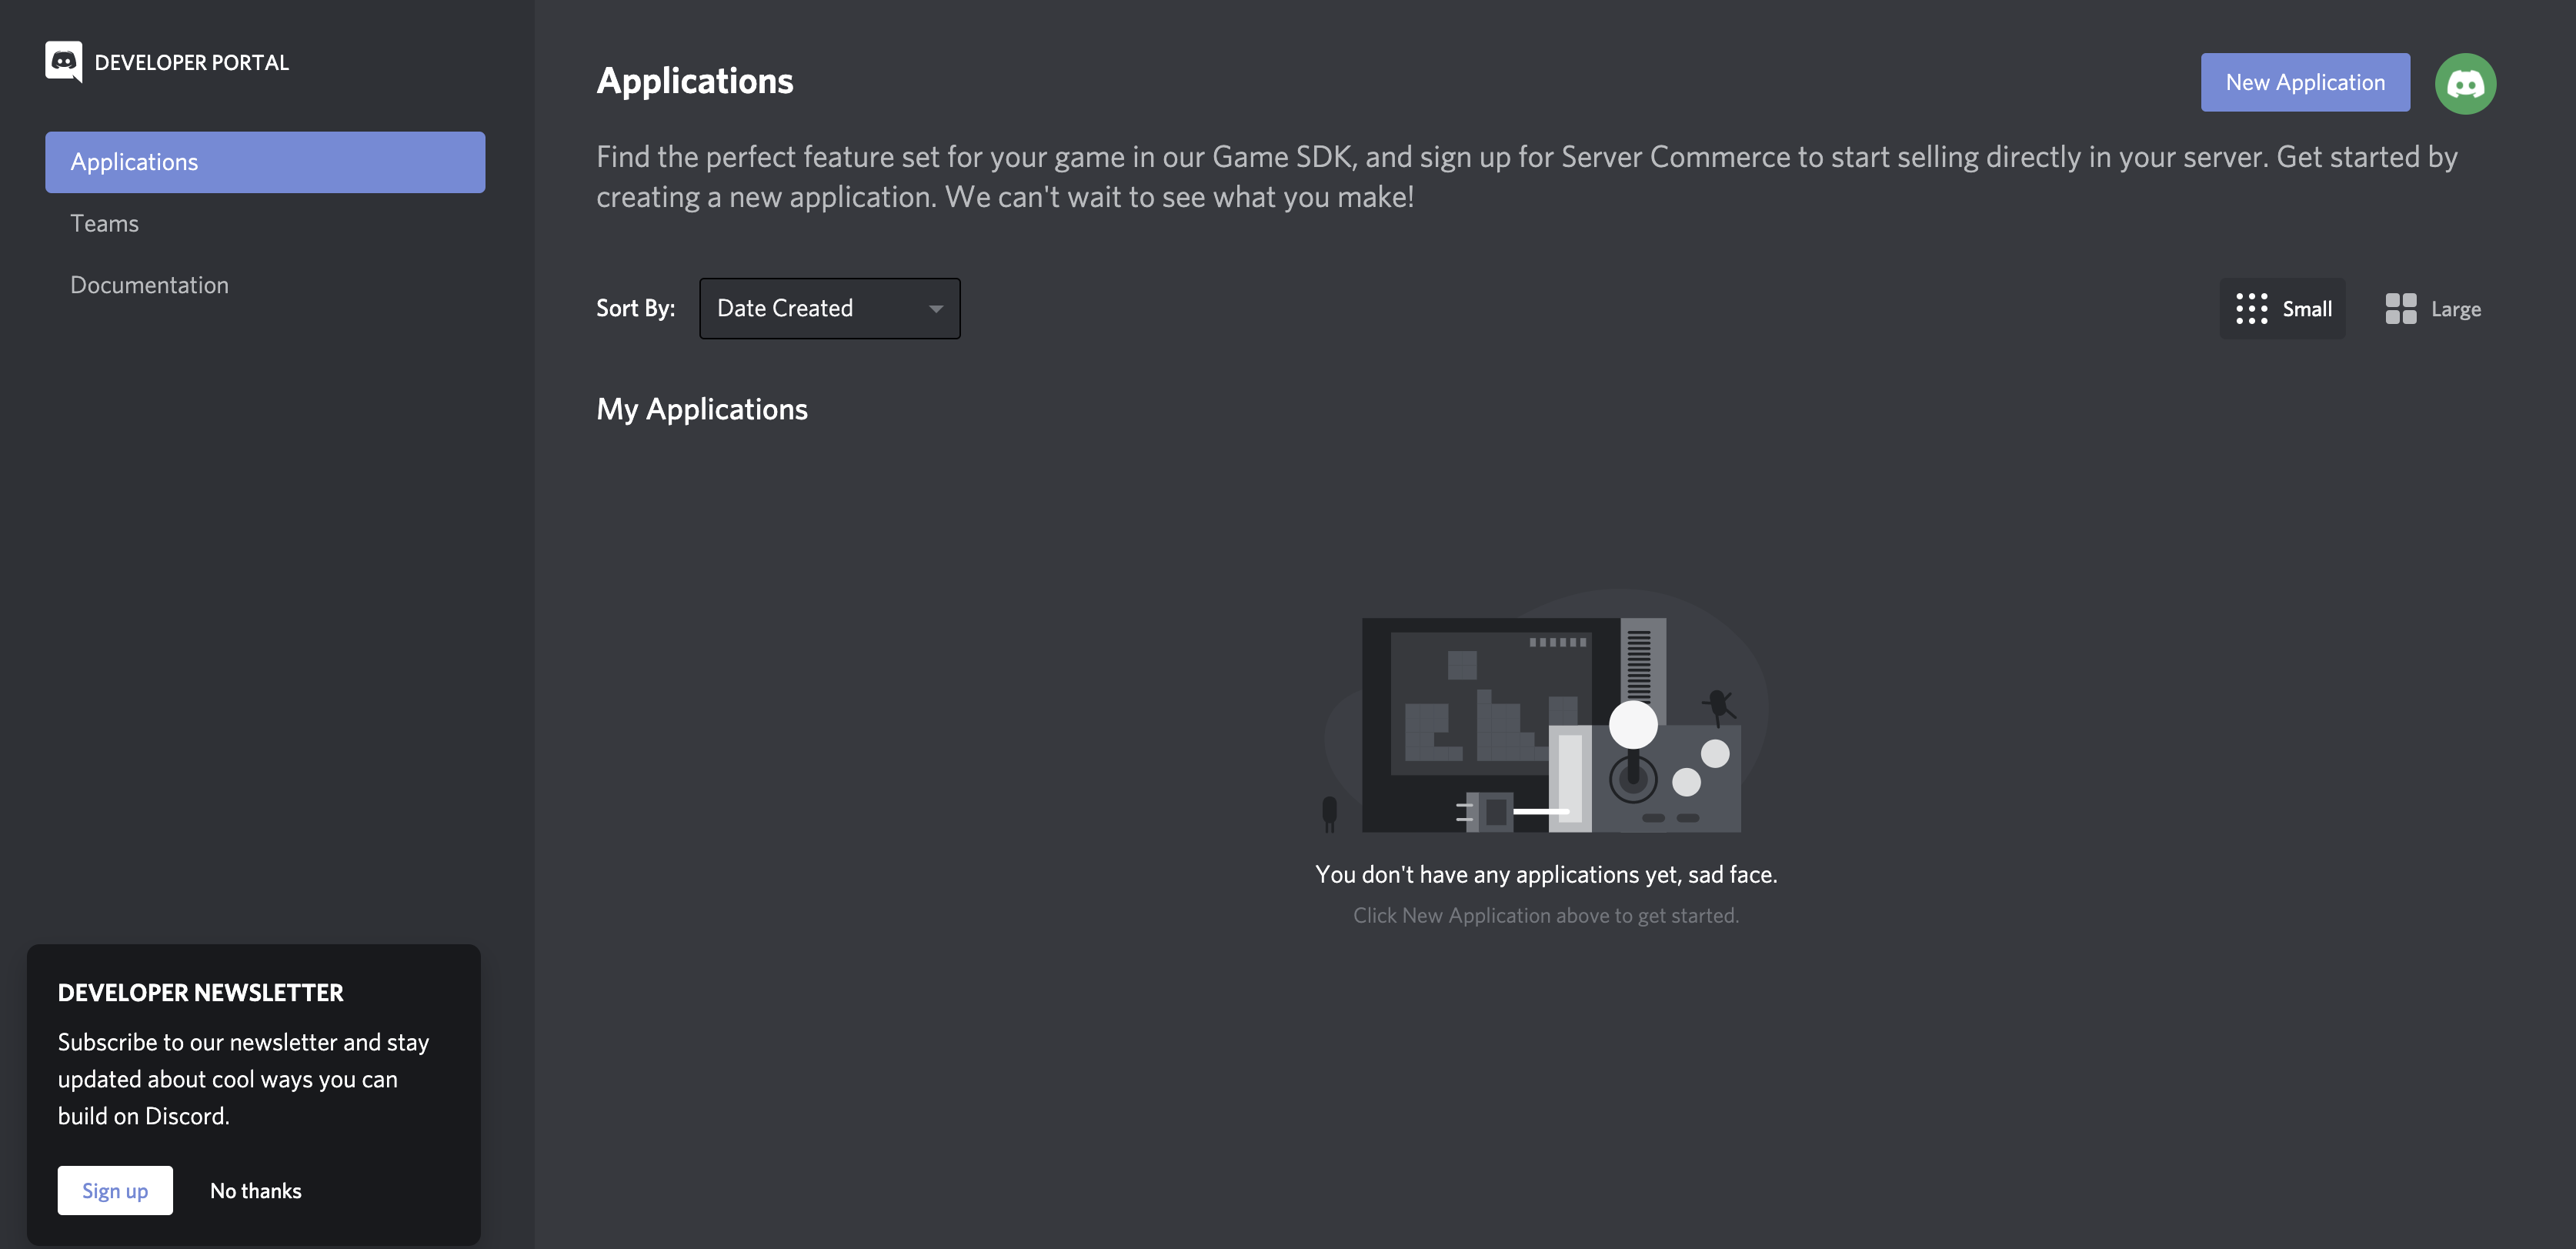 DEVELOPER PORTAL
Applications
Teams
Documentation
DEVELOPER NEWSLETTER
Subscribe to our newsletter and stay
updated about cool ways you can
build on Discord.
Sign up
No thanks
Applications
New Application
Find the perfect feature set for your game in our Game SDK, and sign up for Server Commerce to start selling directly in your server. Get started by
creating a new application. We can't wait to see what you make!
Sort By:
Date Created
Small
Large
My Applications
You don't have any applications yet, sad face.
Click New Application above to get started.